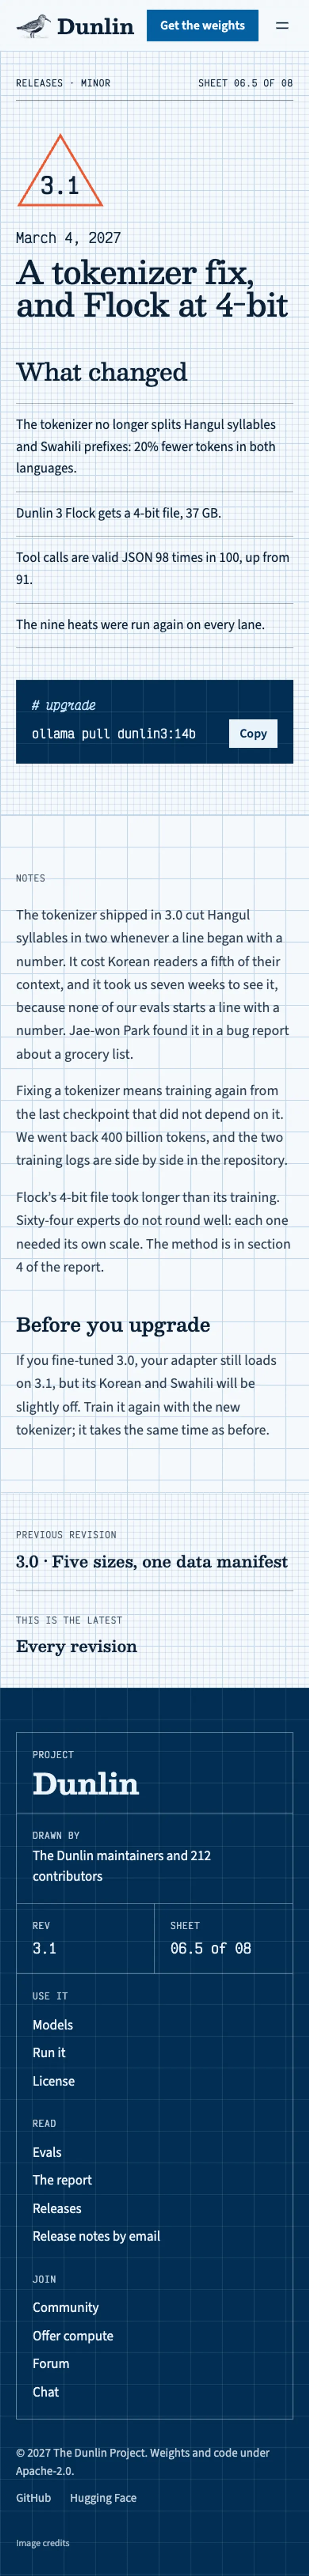 Dunlin
Get the weights
RELEASES · MINOR
SHEET 06.5 OF 08
3.1
March 4, 2027
A tokenizer fix,
and Flock at 4-bit
What changed
The tokenizer no longer splits Hangul syllables
and Swahili prefixes: 20% fewer tokens in both
languages.
Dunlin 3 Flock gets a 4-bit file, 37 GB.
Tool calls are valid JSON 98 times in 100, up from
91.
The nine heats were run again on every lane.
# upgrade
ollama pull dunlin3:14b
Copy
NOTES
The tokenizer shipped in 3.0 cut Hangul
syllables in two whenever a line began with a
number. It cost Korean readers a fifth of their
context, and it took us seven weeks to see it,
because none of our evals starts a line with a
number. Jae-won Park found it in a bug report
about a grocery list.
Fixing a tokenizer means training again from
the last checkpoint that did not depend on it.
We went back 400 billion tokens, and the two
training logs are side by side in the repository.
Flock’s 4-bit file took longer than its training.
Sixty-four experts do not round well: each one
needed its own scale. The method is in section
4 of the report.
Before you upgrade
If you fine-tuned 3.0, your adapter still loads
on 3.1, but its Korean and Swahili will be
slightly off. Train it again with the new
tokenizer; it takes the same time as before.
PREVIOUS REVISION
3.0 · Five sizes, one data manifest
THIS IS THE LATEST
Every revision
PROJECT
Dunlin
DRAWN BY
The Dunlin maintainers and 212
contributors
REV
3.1
SHEET
06.5 of 08
USE IT
Models
Run it
License
READ
Evals
The report
Releases
Release notes by email
JOIN
Community
Offer compute
Forum
Chat
© 2027 The Dunlin Project. Weights and code under
Apache-2.0.
GitHub
Hugging Face
Image credits